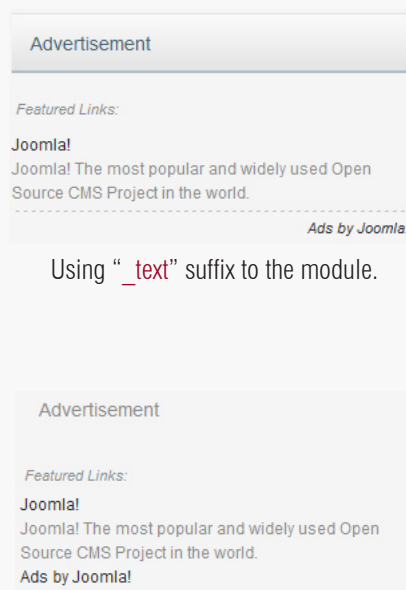 Advertisement
Featured Links:
Joomla!
Joomla! The most popular and widely used Open
Source CMS Project in the world.
Ads by Joomla
Using “_text” suffix to the module.
Advertisement
Featured Links:
Joomla!
Joomla! The most popular and widely used Open
Source CMS Project in the world.
Ads by Joomla!